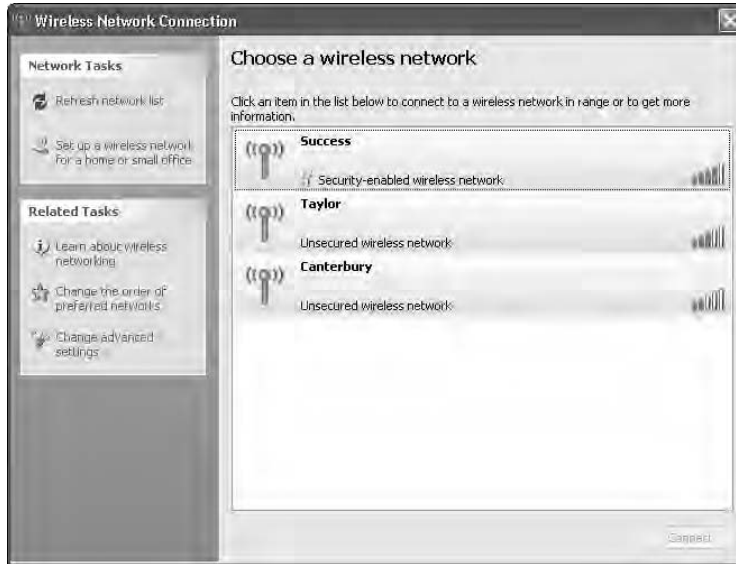 Wireless Network Connection
Network Tasks
Refresh network list
Set up a wireless network
for a home or small office
Related Tasks
Learn about wireless
networking
Change the order of
preferred networks
Change advanced
settings
Choose a wireless network
Click an item in the list below to connect to a wireless network in range or to get more
information.
Success
Security-enabled wireless network
Taylor
Unsecured wireless network
Canterbury
Unsecured wireless network
Connect